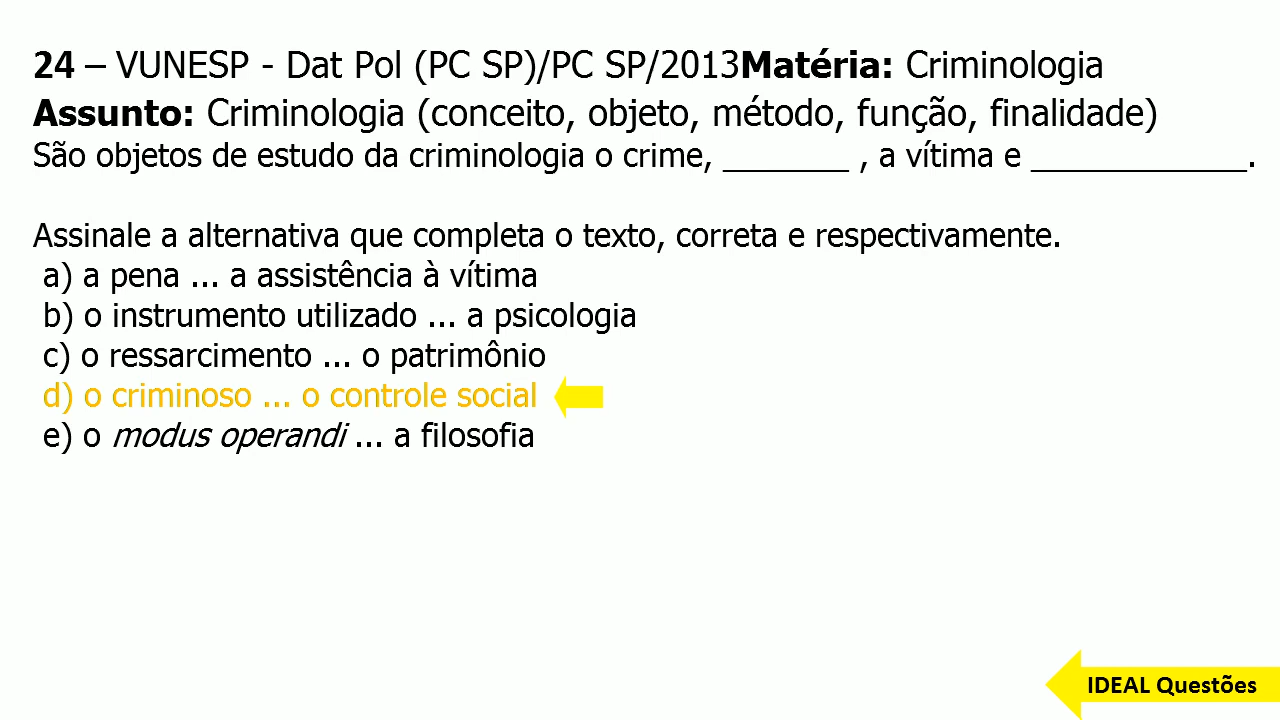 24 – VUNESP - Dat Pol (PC SP)/PC SP/2013Matéria: Criminologia
Assunto: Criminologia (conceito, objeto, método, função, finalidade)
São objetos de estudo da criminologia o crime, _______ , a vítima e _____________.
Assinale a alternativa que completa o texto, correta e respectivamente.
a) a pena ... a assistência à vítima
b) o instrumento utilizado ... a psicologia
c) o ressarcimento ... o patrimônio
d) o criminoso ... o controle social
e) o modus operandi ... a filosofia
IDEAL Questões